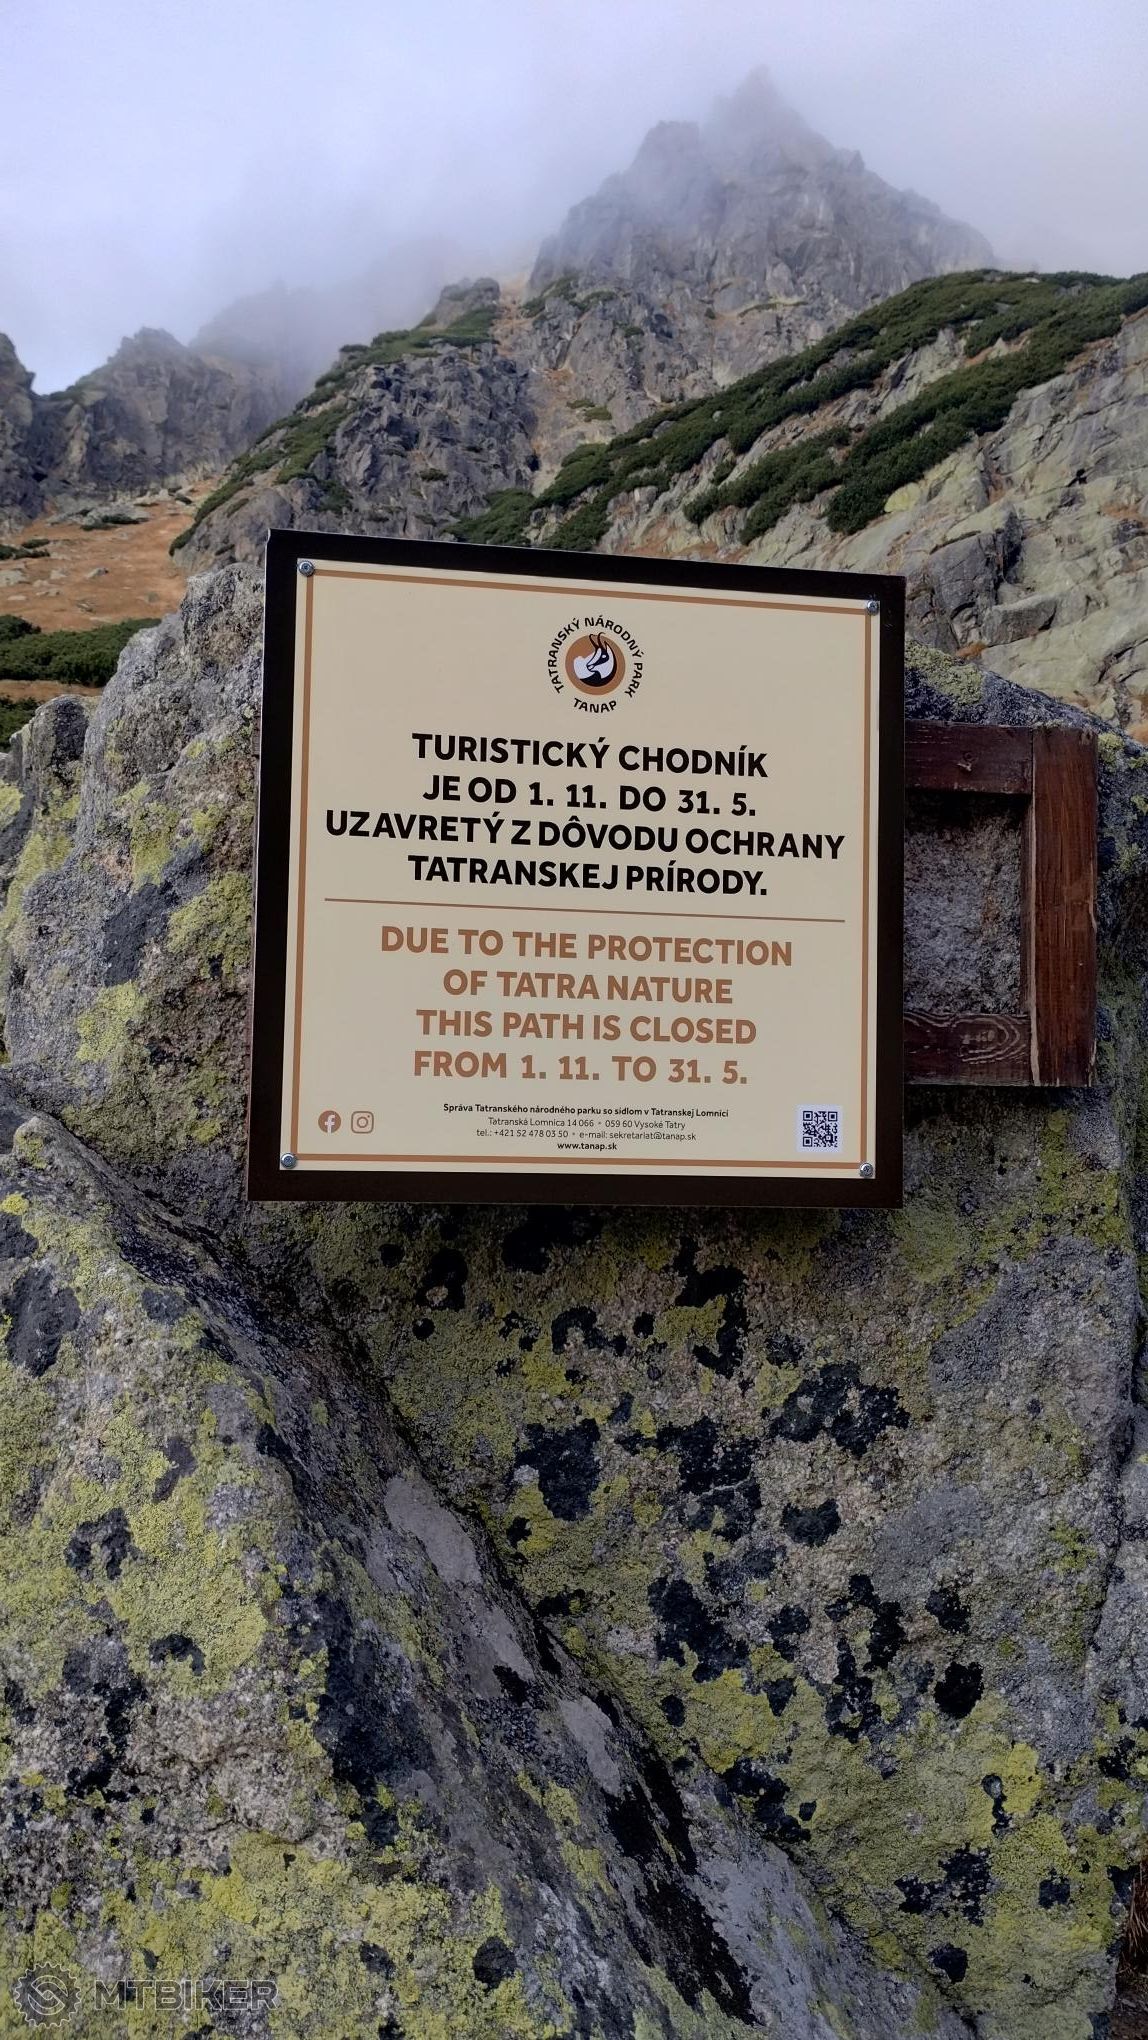 TATRANSKÝ NÁRODNÝ PARK
TANAP
TURISTICKÝ CHODNÍK
JE OD 1. 11. DO 31. 5.
UZAVRETÝ Z DÔVODU OCHRANY
TATRANSKEJ PRÍRODY.
DUE TO THE PROTECTION
OF TATRA NATURE
THIS PATH IS CLOSED
FROM 1. 11. TO 31. 5.
Správa Tatranského národného parku so sídlom v Tatranskej Lomnici
Tatranská Lomnica 14 066 • 059 60 Vysoké Tatry
tel.: +421 52 478 03 50 • e-mail: sekretariat@tanap.sk
www.tanap.sk
MTBIKER